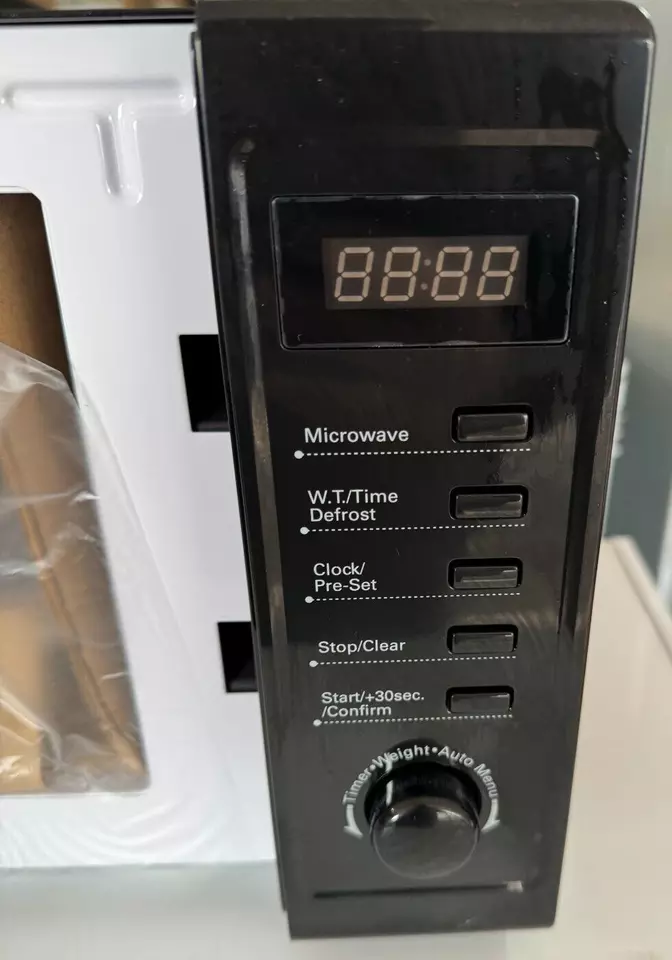 88:88
Microwave
W.T./Time
Defrost
Clock/
Pre-Set
Stop/Clear
Start/+30sec.
/Confirm
Timer•Weight•Auto Menu